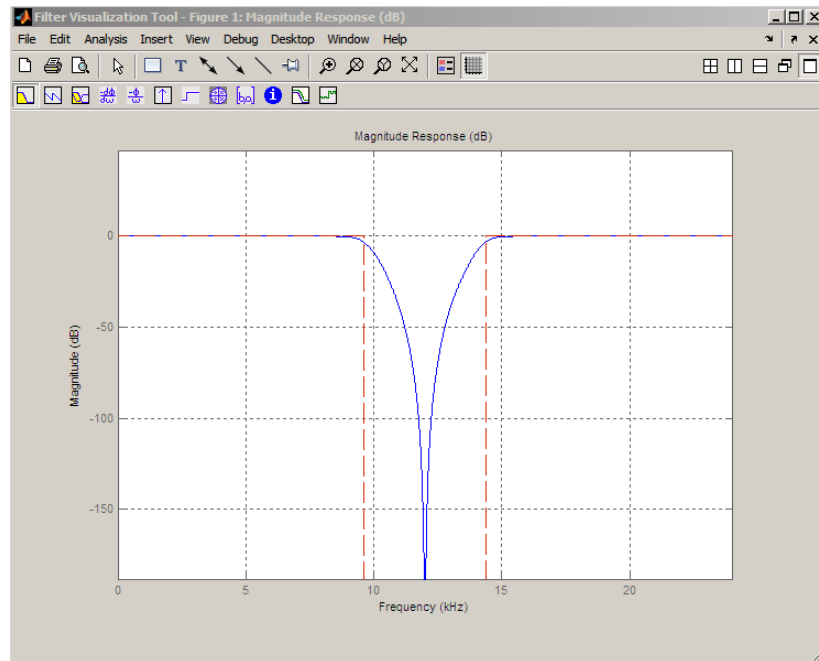 Filter Visualization Tool - Figure 1: Magnitude Response (dB)
File Edit Analysis Insert View Debug Desktop Window Help
Magnitude Response (dB)
0
-50
-100
-150
Magnitude (dB)
0 5 10 15 20
Frequency (kHz)